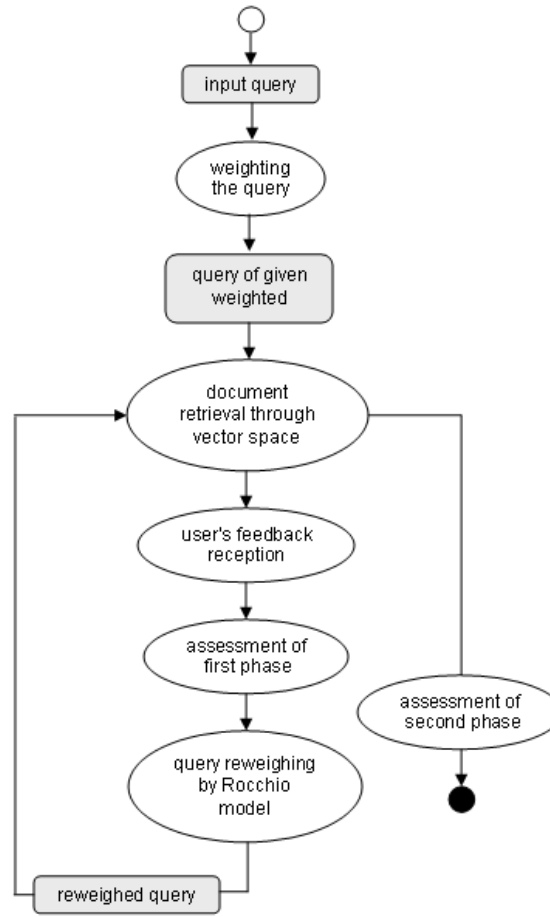 input query
weighting
the query
query of given
weighted
document
retrieval through
vector space
user's feedback
reception
assessment of
first phase
assessment of
second phase
query reweighing
by Rocchio
model
reweighed query